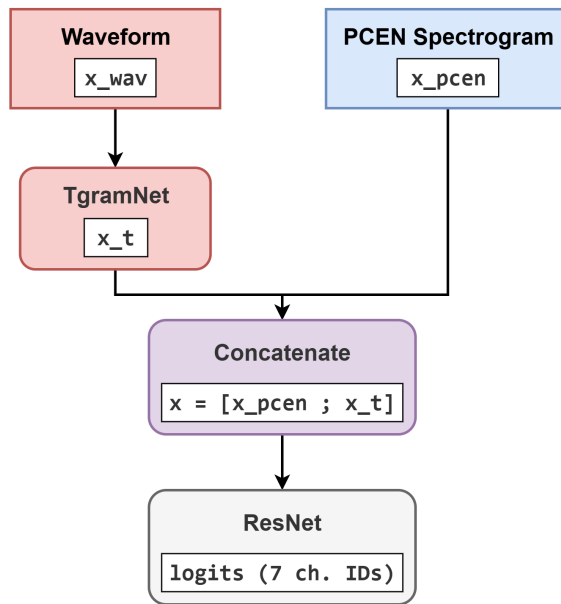 Waveform
x_wav
PCEN Spectrogram
x_pcen
TgramNet
x_t
Concatenate
x = [x_pcen ; x_t]
ResNet
logits (7 ch. IDs)